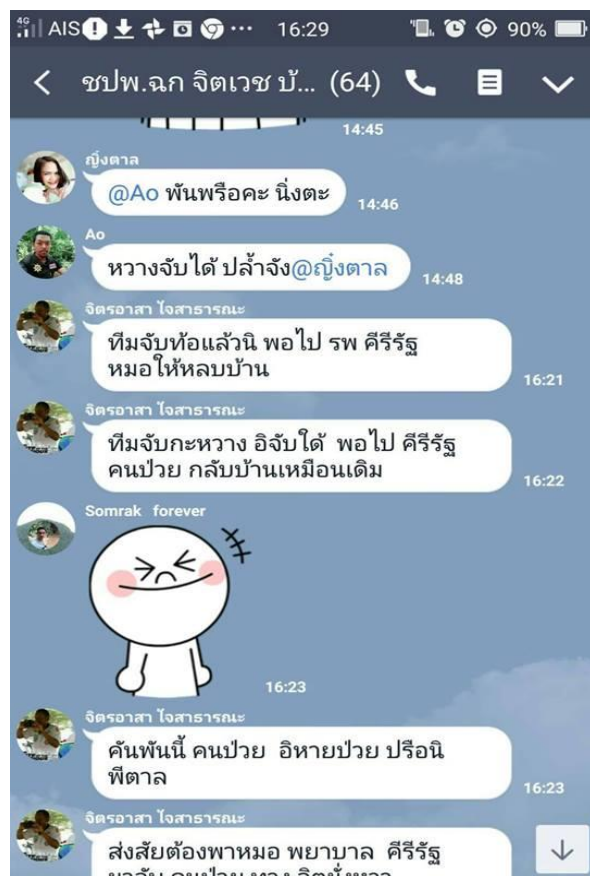 4G AIS 16:29 90%
ชปพ.ฉก จิตเวช บ้... (64)
14:45
ญิ่งตาล
@Ao พันพรือคะ นิ่งตะ
14:46
Ao
หวางจับได้ ปล้ำจัง@ญิ๋งตาล
14:48
จิตรอาสา ใจสาธารณะ
ทีมจับท้อแล้วนิ พอไป รพ คีรีรัฐ
หมอให้หลบบ้าน
16:21
จิตรอาสา ใจสาธารณะ
ทีมจับกะหวาง อิจับใด้ พอไป คีรีรัฐ
คนป่วย กลับบ้านเหมือนเดิม
16:22
Somrak forever
16:23
จิตรอาสา ใจสาธารณะ
คันพันนี้ คนป่วย อิหายป่วย ปรือนิ
พี่ตาล
16:23
จิตรอาสา ใจสาธารณะ
ส่งสัยต้องพาหมอ พยาบาล คีรีรัฐ